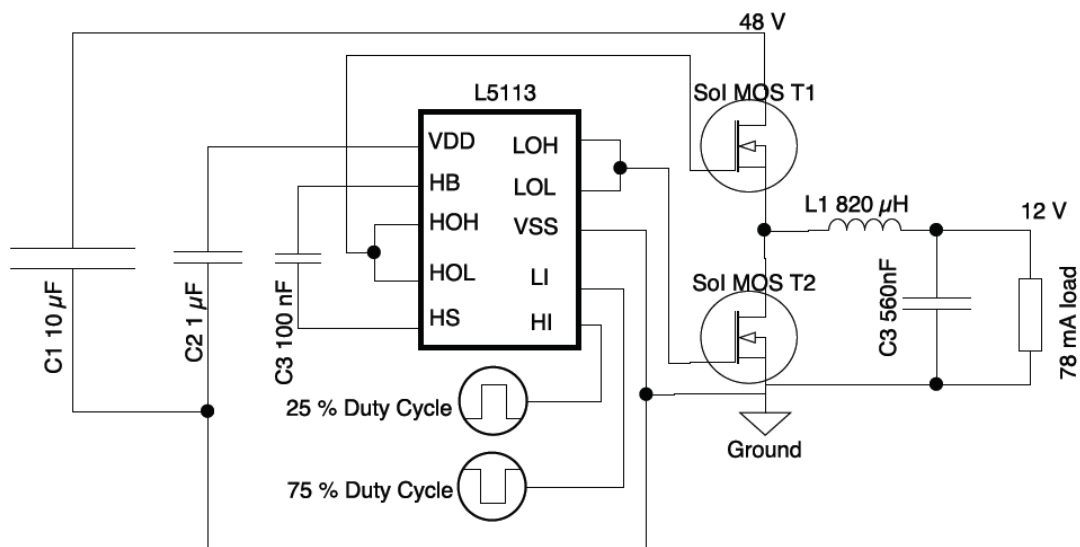 48 V
L5113
SoI MOS T1
VDD
LOH
HB
LOL
HOH
VSS
HOL
LI
HS
HI
L1 820 µH
12 V
SoI MOS T2
C1 10 µF
C2 1 µF
C3 100 nF
C3 560nF
78 mA load
25 % Duty Cycle
Ground
75 % Duty Cycle